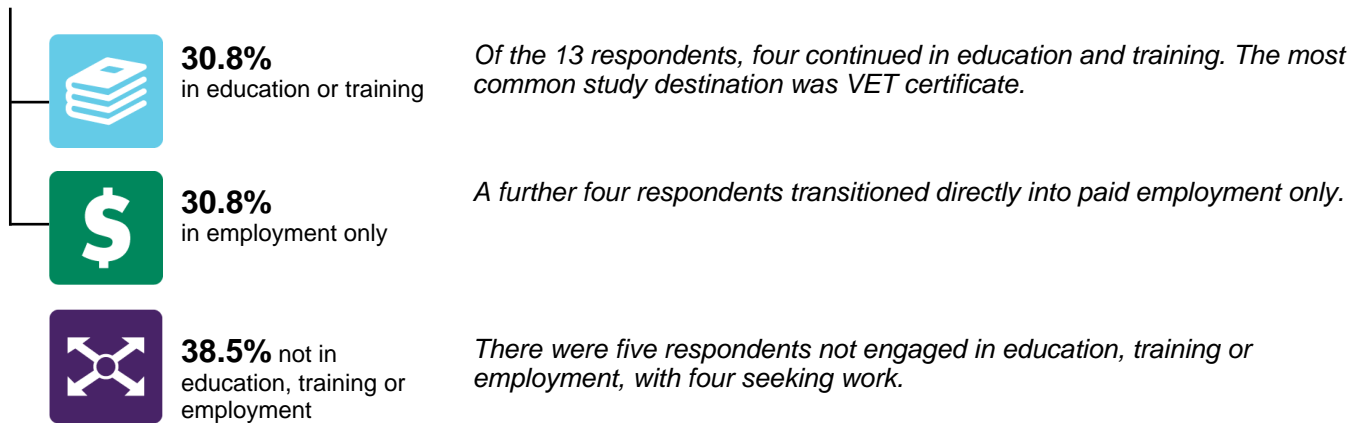 30.8%
in education or training
Of the 13 respondents, four continued in education and training. The most
common study destination was VET certificate.
$
30.8%
in employment only
A further four respondents transitioned directly into paid employment only.
38.5% not in
education, training or
employment
There were five respondents not engaged in education, training or
employment, with four seeking work.